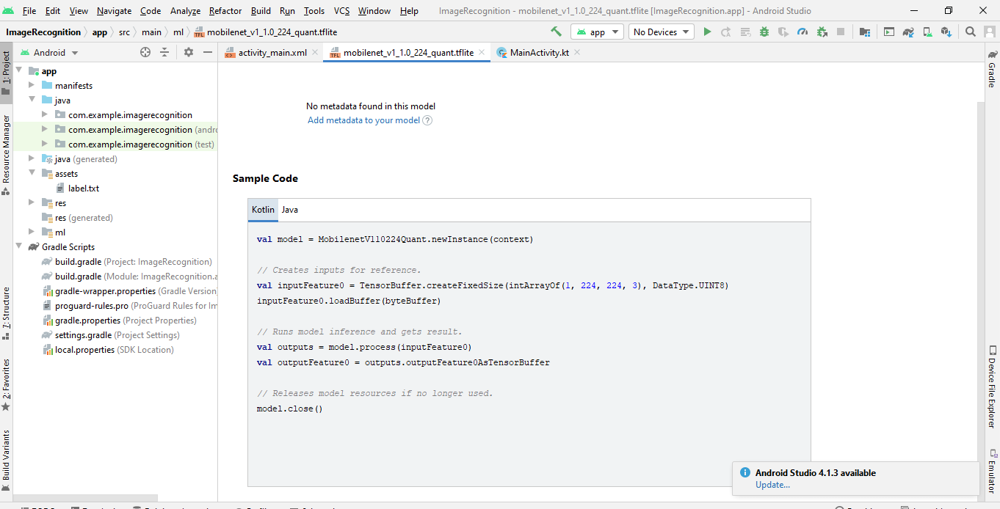 File Edit View Navigate Code Analyze Refactor Build Run Tools VCS Window Help ImageRecognition - mobilenet_v1_1.0_224_quant.tflite [ImageRecognition.app] - Android Studio
ImageRecognition app src main ml mobilenet_v1_1.0_224_quant.tflite app No Devices
Android
activity_main.xml mobilenet_v1_1.0_224_quant.tflite MainActivity.kt
1: Project
Resource Manager
7: Structure
2: Favorites
Build Variants
app
manifests
java
com.example.imagerecognition
com.example.imagerecognition (andro
com.example.imagerecognition (test)
java (generated)
assets
label.txt
res
res (generated)
ml
Gradle Scripts
build.gradle (Project: ImageRecognition)
build.gradle (Module: ImageRecognition.a
gradle-wrapper.properties (Gradle Version)
proguard-rules.pro (ProGuard Rules for Im
gradle.properties (Project Properties)
settings.gradle (Project Settings)
local.properties (SDK Location)
No metadata found in this model
Add metadata to your model ?
Sample Code
Kotlin Java
val model = MobilenetV110224Quant.newInstance(context)
// Creates inputs for reference.
val inputFeature0 = TensorBuffer.createFixedSize(intArrayOf(1, 224, 224, 3), DataType.UINT8)
inputFeature0.loadBuffer(byteBuffer)
// Runs model inference and gets result.
val outputs = model.process(inputFeature0)
val outputFeature0 = outputs.outputFeature0AsTensorBuffer
// Releases model resources if no longer used.
model.close()
Android Studio 4.1.3 available
Update...
Gradle
Device File Explorer
Emulator